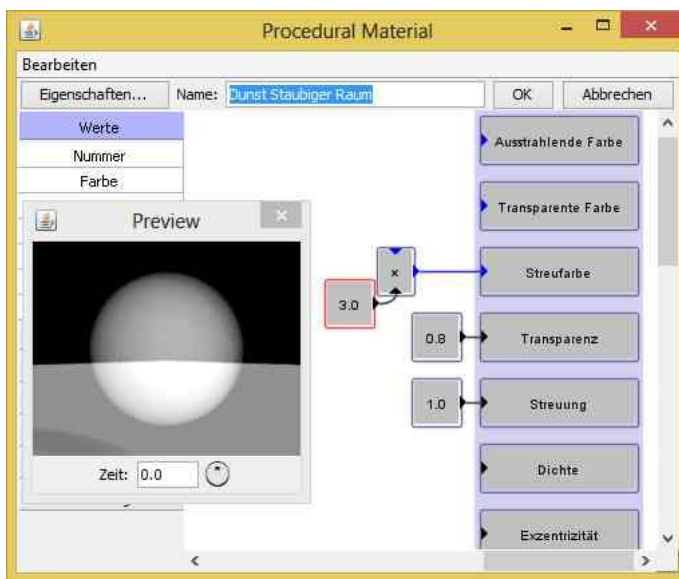 Procedural Material
Bearbeiten
Eigenschaften... Name: Dunst Staubiger Raum OK Abbrechen
Werte
Nummer
Farbe
Preview
Zeit: 0.0
Ausstrahlende Farbe
Transparente Farbe
× Streufarbe
3.0
0.8 Transparenz
1.0 Streuung
Dichte
Exzentrizität